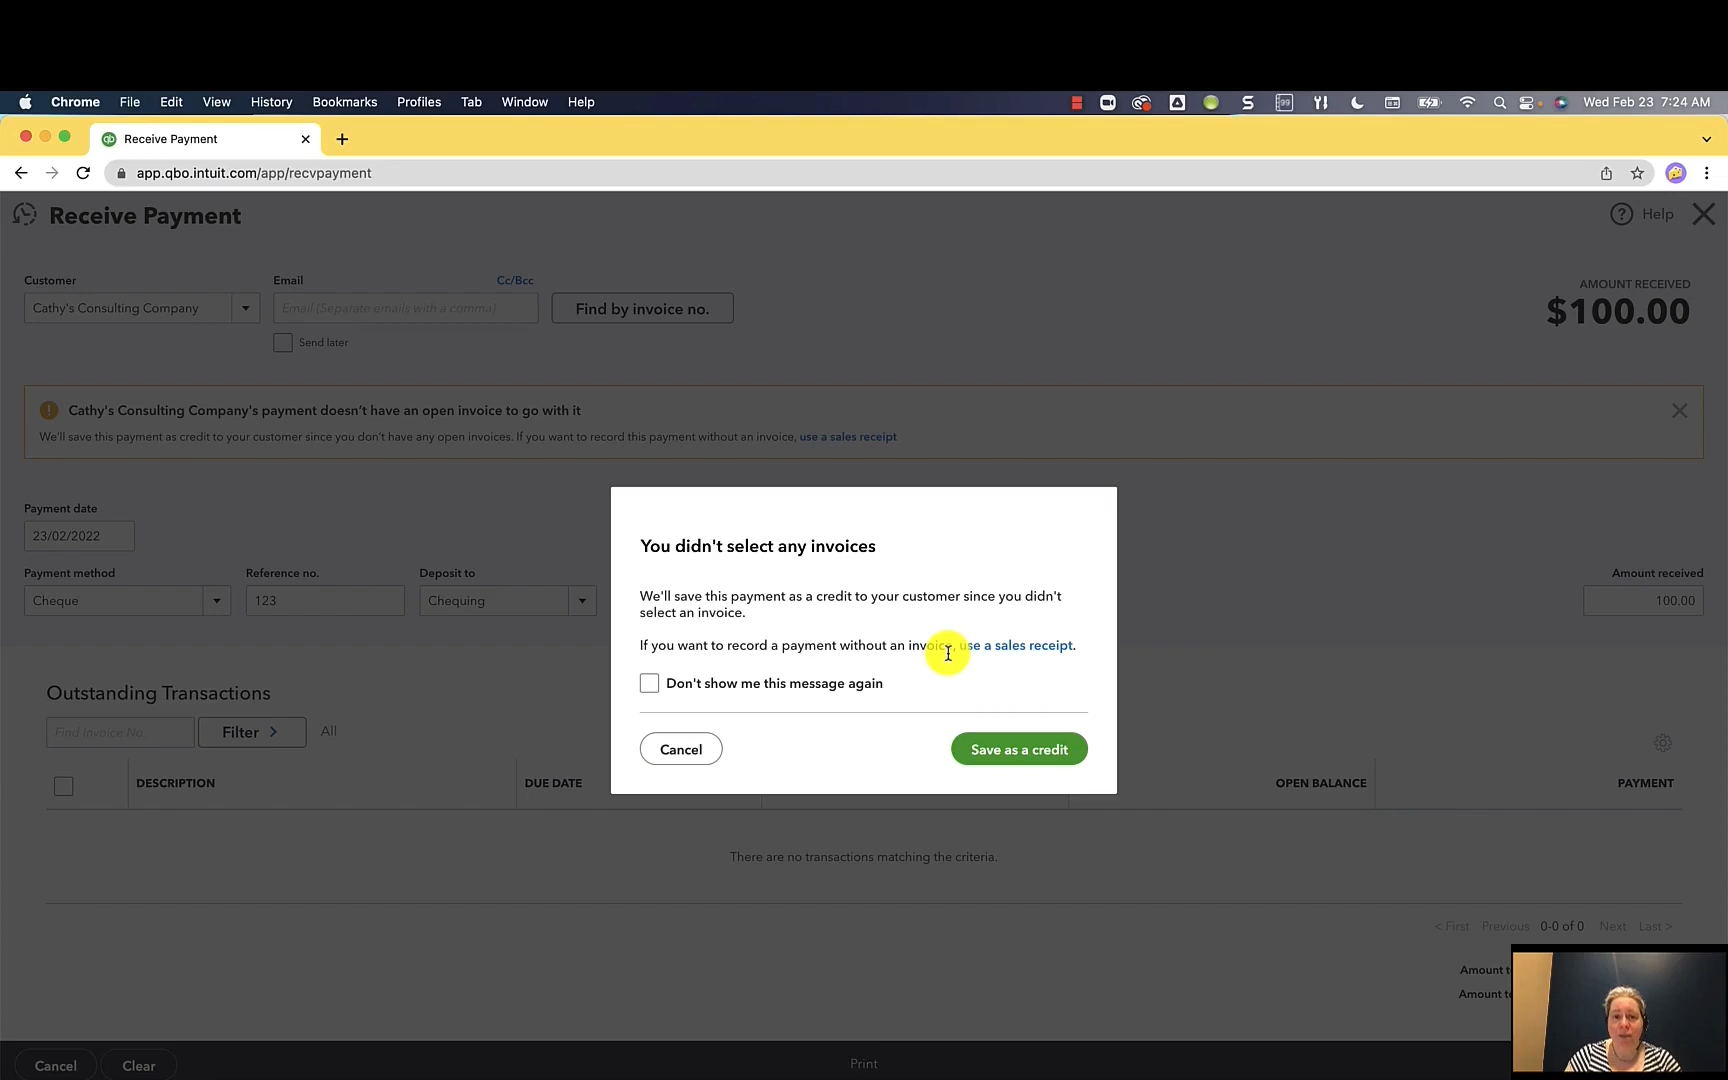 Chrome File Edit View History Bookmarks Profiles Tab Window Help
99
Wed Feb 23 7:24 AM
qb Receive Payment
app.qbo.intuit.com/app/recvpayment
Receive Payment
? Help
Customer
Email
Cc/Bcc
Cathy's Consulting Company
Email (Separate emails with a comma)
Find by invoice no.
Send later
AMOUNT RECEIVED
$100.00
Cathy's Consulting Company's payment doesn't have an open invoice to go with it
We'll save this payment as credit to your customer since you don't have any open invoices. If you want to record this payment without an invoice, use a sales receipt
Payment date
23/02/2022
Payment method
Reference no.
Deposit to
Amount received
Cheque
123
Chequing
100.00
You didn't select any invoices
We'll save this payment as a credit to your customer since you didn't
select an invoice.
If you want to record a payment without an invoice, use a sales receipt.
Don't show me this message again
Cancel
Save as a credit
Outstanding Transactions
Find Invoice No.
Filter >
All
DESCRIPTION
DUE DATE
OPEN BALANCE
PAYMENT
There are no transactions matching the criteria.
< First Previous 0-0 of 0 Next Last >
Amount
Amount
Cancel
Clear
Print